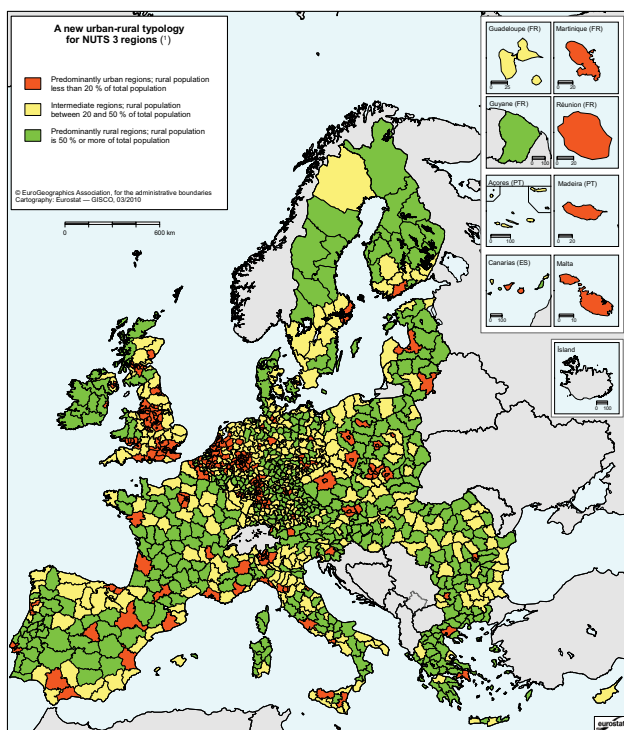 A new urban-rural typology
for NUTS 3 regions (¹)
Predominantly urban regions; rural population
less than 20 % of total population
Intermediate regions; rural population
between 20 and 50 % of total population
Predominantly rural regions; rural population
is 50 % or more of total population
© EuroGeographics Association, for the administrative boundaries
Cartography: Eurostat — GISCO, 03/2010
0 600 km
Guadeloupe (FR)
0 25
Martinique (FR)
0 20
Guyane (FR)
0 100
Réunion (FR)
0 20
Açores (PT)
0 100
Madeira (PT)
0 20
Canarias (ES)
0 100
Malta
0 10
Ísland
0 100
eurostat